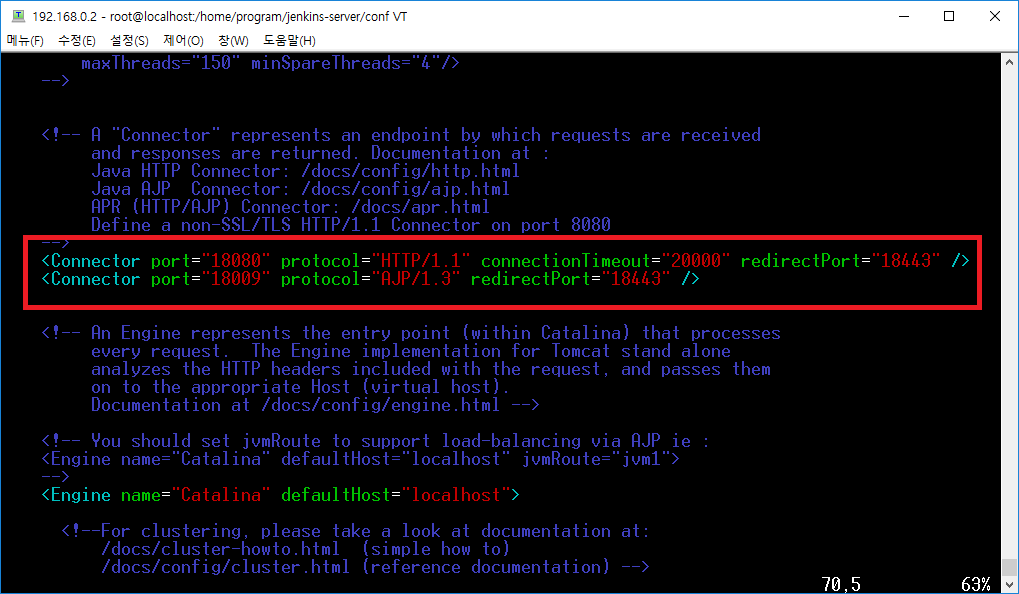 192.168.0.2 - root@localhost:/home/program/jenkins-server/conf VT
메뉴(F) 수정(E) 설정(S) 제어(O) 창(W) 도움말(H)
maxThreads="150" minSpareThreads="4"/>
-->
<!-- A "Connector" represents an endpoint by which requests are received
and responses are returned. Documentation at :
Java HTTP Connector: /docs/config/http.html
Java AJP  Connector: /docs/config/ajp.html
APR (HTTP/AJP) Connector: /docs/apr.html
Define a non-SSL/TLS HTTP/1.1 Connector on port 8080
-->
<Connector port="18080" protocol="HTTP/1.1" connectionTimeout="20000" redirectPort="18443" />
<Connector port="18009" protocol="AJP/1.3" redirectPort="18443" />
<!-- An Engine represents the entry point (within Catalina) that processes
every request.  The Engine implementation for Tomcat stand alone
analyzes the HTTP headers included with the request, and passes them
on to the appropriate Host (virtual host).
Documentation at /docs/config/engine.html -->
<!-- You should set jvmRoute to support load-balancing via AJP ie :
<Engine name="Catalina" defaultHost="localhost" jvmRoute="jvm1">
-->
<Engine name="Catalina" defaultHost="localhost">
<!--For clustering, please take a look at documentation at:
/docs/cluster-howto.html  (simple how to)
/docs/config/cluster.html (reference documentation) -->
70,5 63%